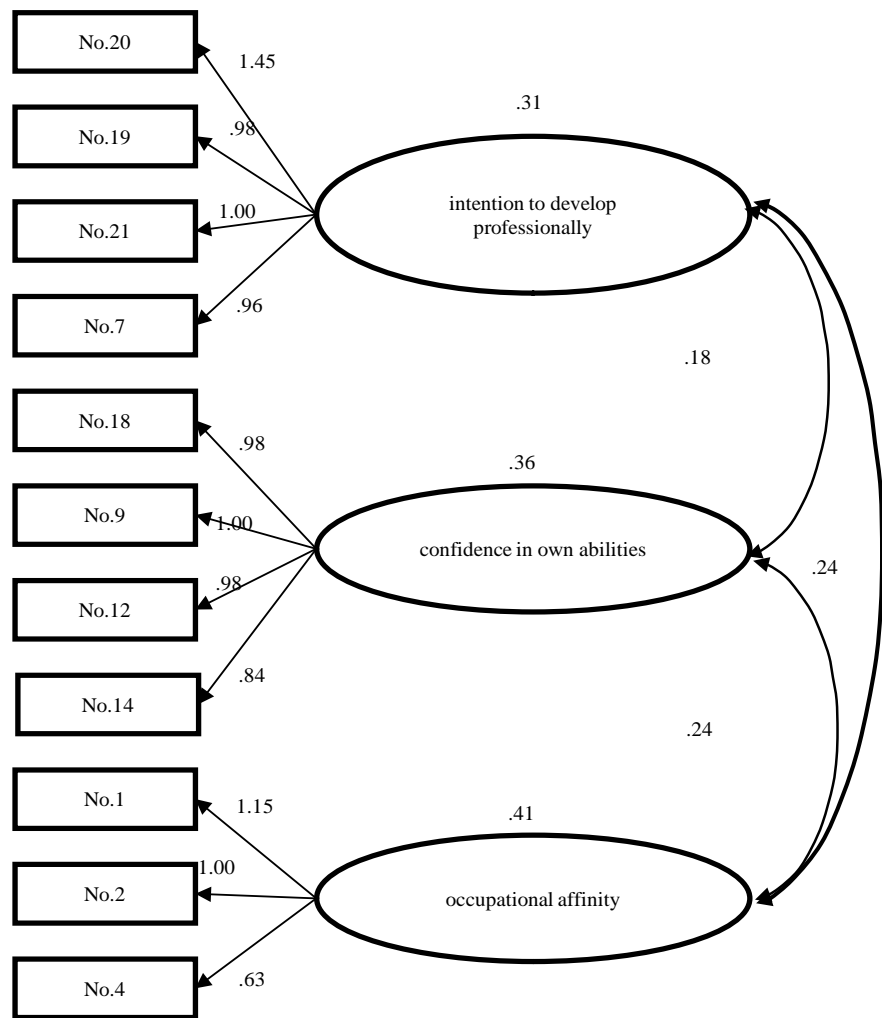 No.20
1.45
.31
No.19
.98
intention to develop
professionally
No.21
1.00
No.7
.96
.18
No.18
.98
.36
No.9
1.00
confidence in own abilities
No.12
.98
.24
No.14
.84
.24
No.1
1.15
.41
No.2
1.00
occupational affinity
No.4
.63